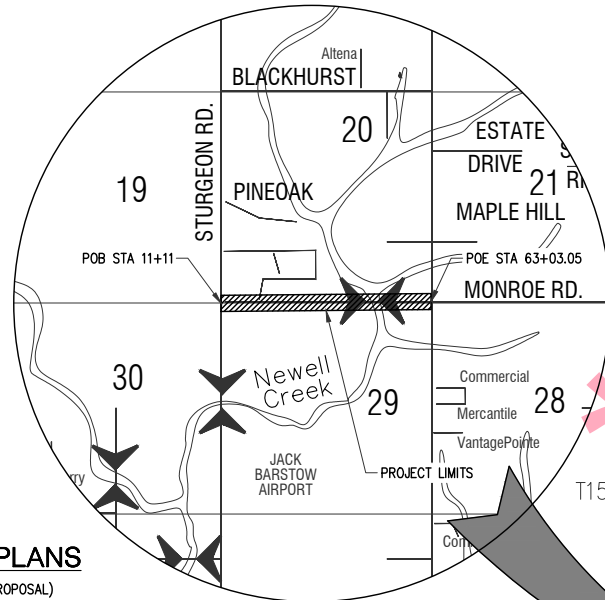 Altena
BLACKHURST
20
ESTATE
DRIVE
19
STURGEON RD.
PINEOAK
21
MAPLE HILL
POB STA 11+11
POE STA 63+03.05
MONROE RD.
30
Newell
Creek
29
Commercial
Mercantile
28
VantagePointe
JACK
BARSTOW
AIRPORT
PROJECT LIMITS
T15
PLANS